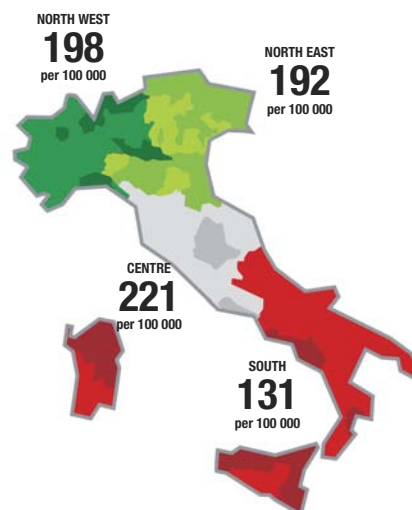 NORTH WEST
198
per 100 000
NORTH EAST
192
per 100 000
CENTRE
221
per 100 000
SOUTH
131
per 100 000